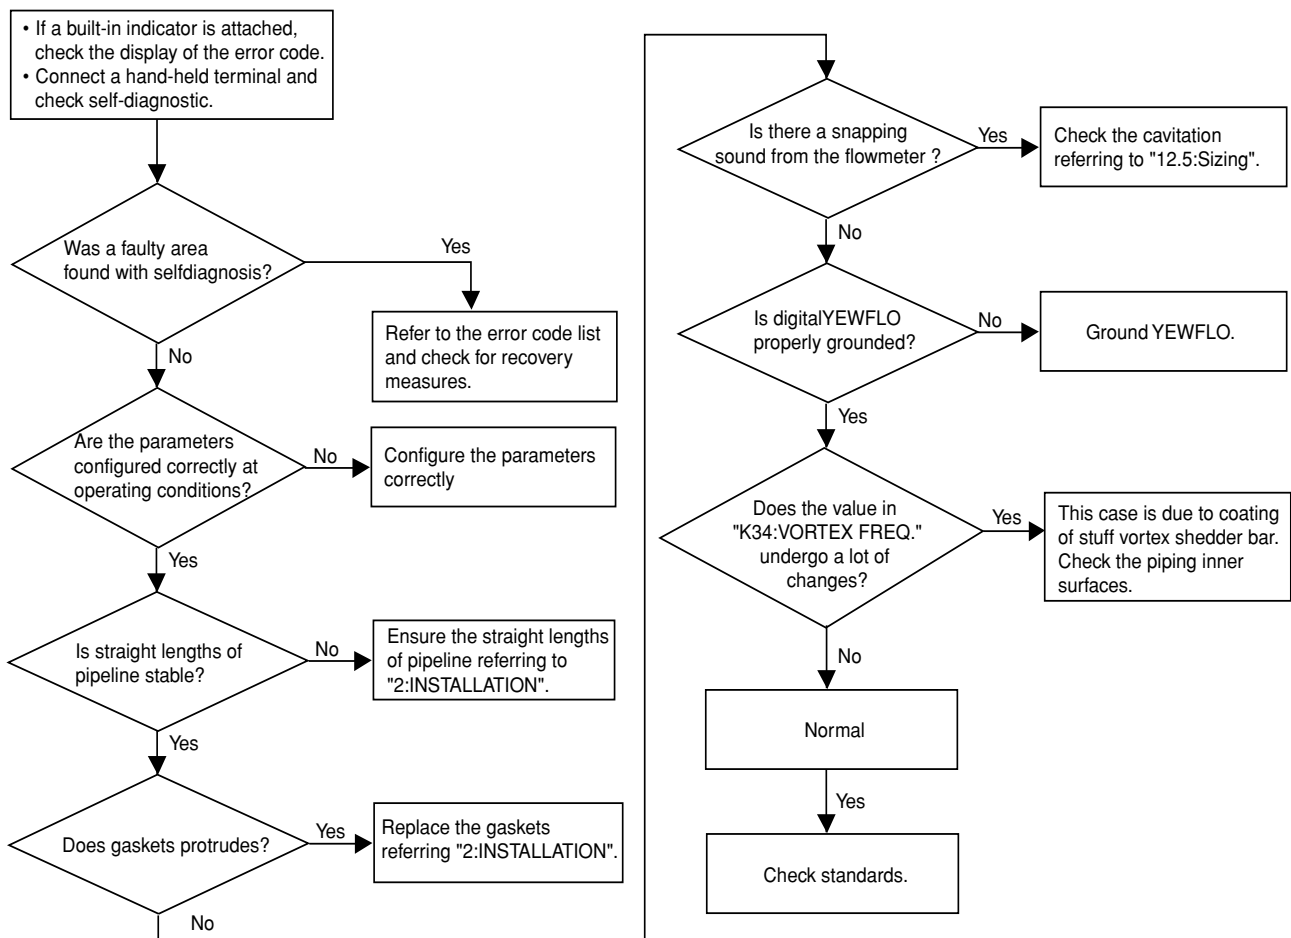 • If a built-in indicator is attached,
check the display of the error code.
• Connect a hand-held terminal and
check self-diagnostic.
Was a faulty area
found with selfdiagnosis?
Yes
Refer to the error code list
and check for recovery
measures.
No
Are the parameters
configured correctly at
operating conditions?
No
Configure the parameters
correctly
Yes
Is straight lengths of
pipeline stable?
No
Ensure the straight lengths
of pipeline referring to
"2:INSTALLATION".
Yes
Does gaskets protrudes?
Yes
Replace the gaskets
referring "2:INSTALLATION".
No
Is there a snapping
sound from the flowmeter ?
Yes
Check the cavitation
referring to "12.5:Sizing".
No
Is digitalYEWFLO
properly grounded?
No
Ground YEWFLO.
Yes
Does the value in
"K34:VORTEX FREQ."
undergo a lot of
changes?
Yes
This case is due to coating
of stuff vortex shedder bar.
Check the piping inner
surfaces.
No
Normal
Yes
Check standards.